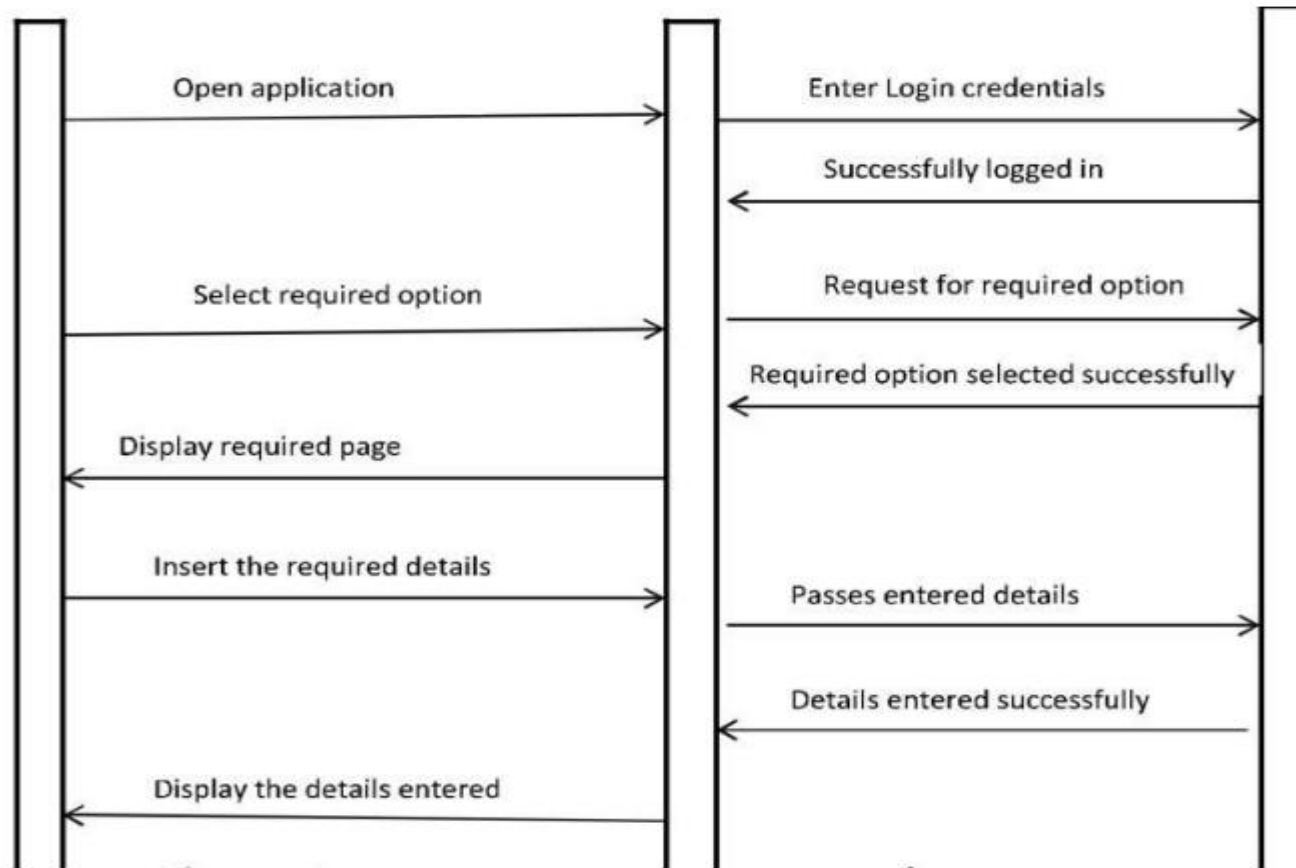 Open application
Enter Login credentials
Successfully logged in
Select required option
Request for required option
Required option selected successfully
Display required page
Insert the required details
Passes entered details
Details entered successfully
Display the details entered